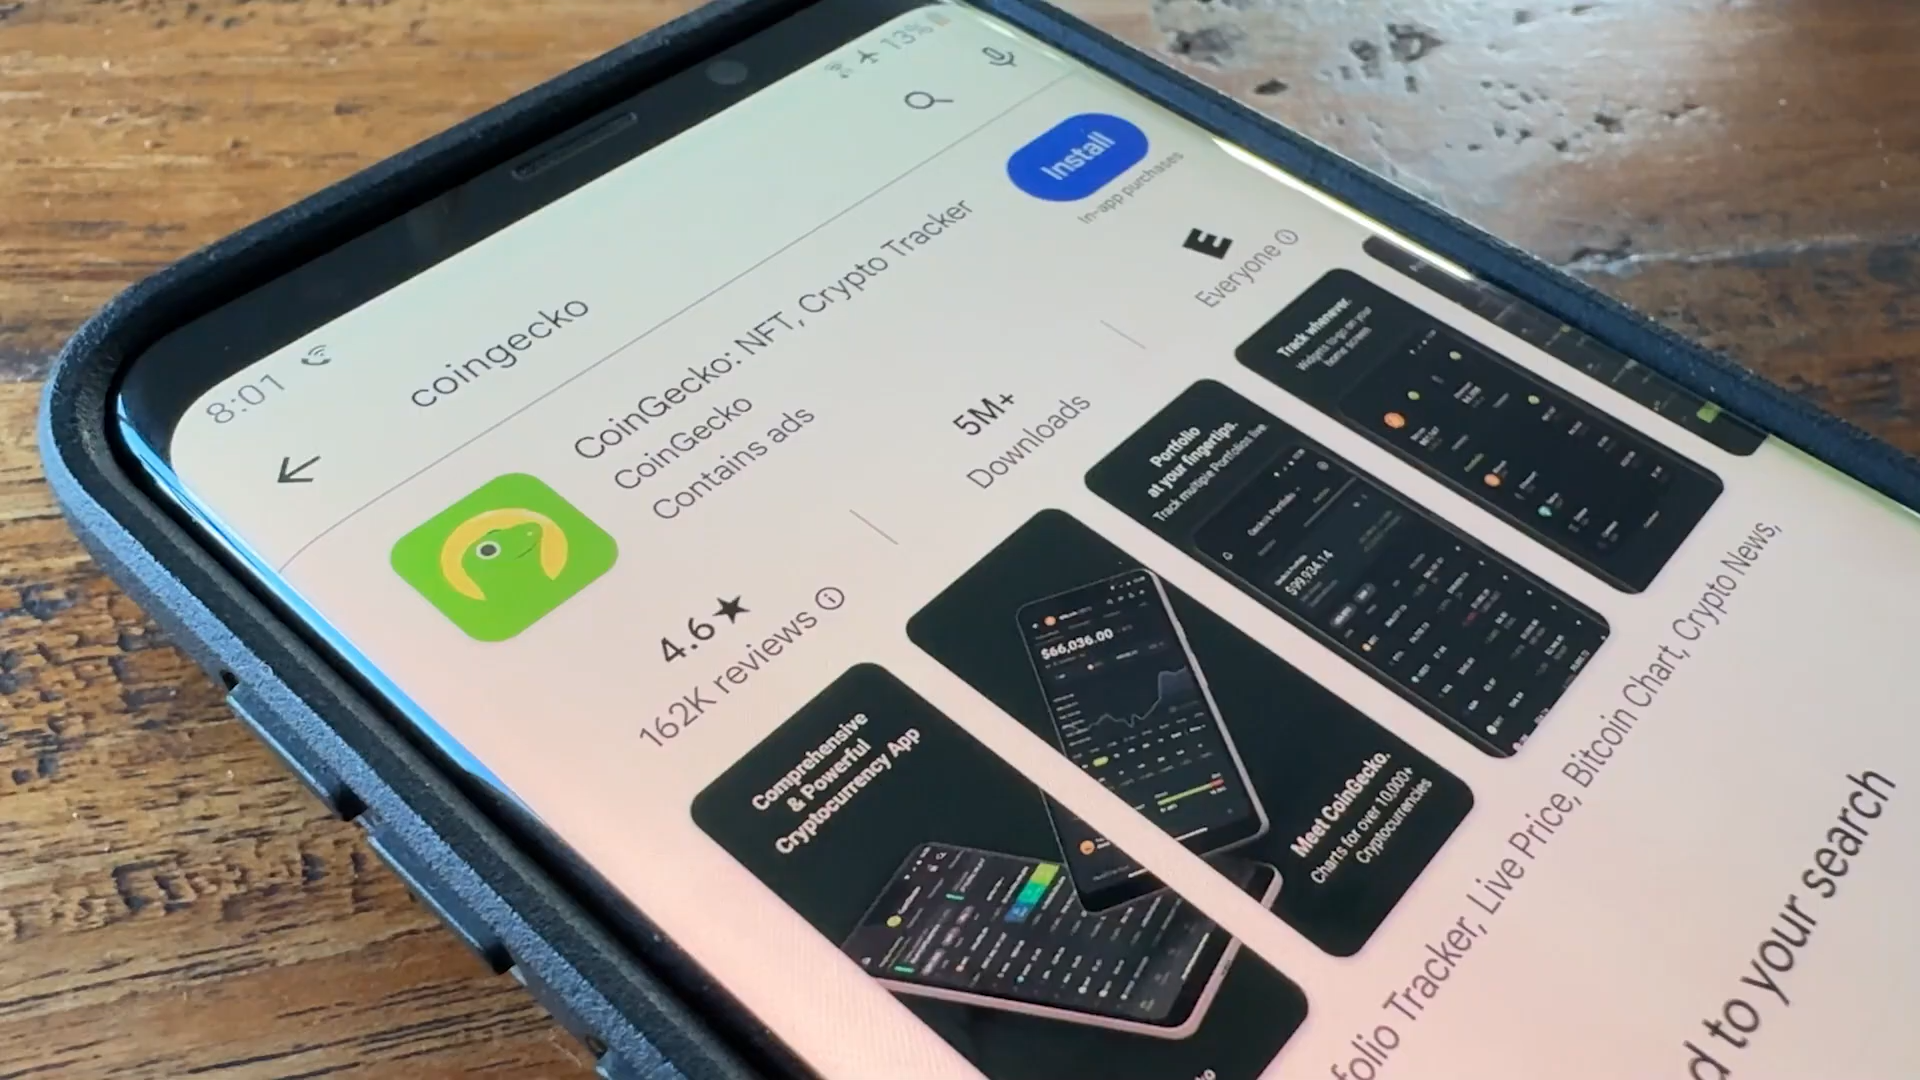 8:01
13%
coingecko
CoinGecko: NFT, Crypto Tracker
CoinGecko
Contains ads
Install
In-app purchases
4.6★
162K reviews
5M+
Downloads
E
Everyone
Comprehensive
& Powerful
Cryptocurrency App
$66,036.00
Meet CoinGecko.
Charts for over 10,000+
Cryptocurrencies
Portfolio
at your fingertips.
Track multiple Portfolios live.
$99,934.14
Track whenever.
Widgets to-go on your
home screen
folio Tracker, Live Price, Bitcoin Chart, Crypto News,
d to your search